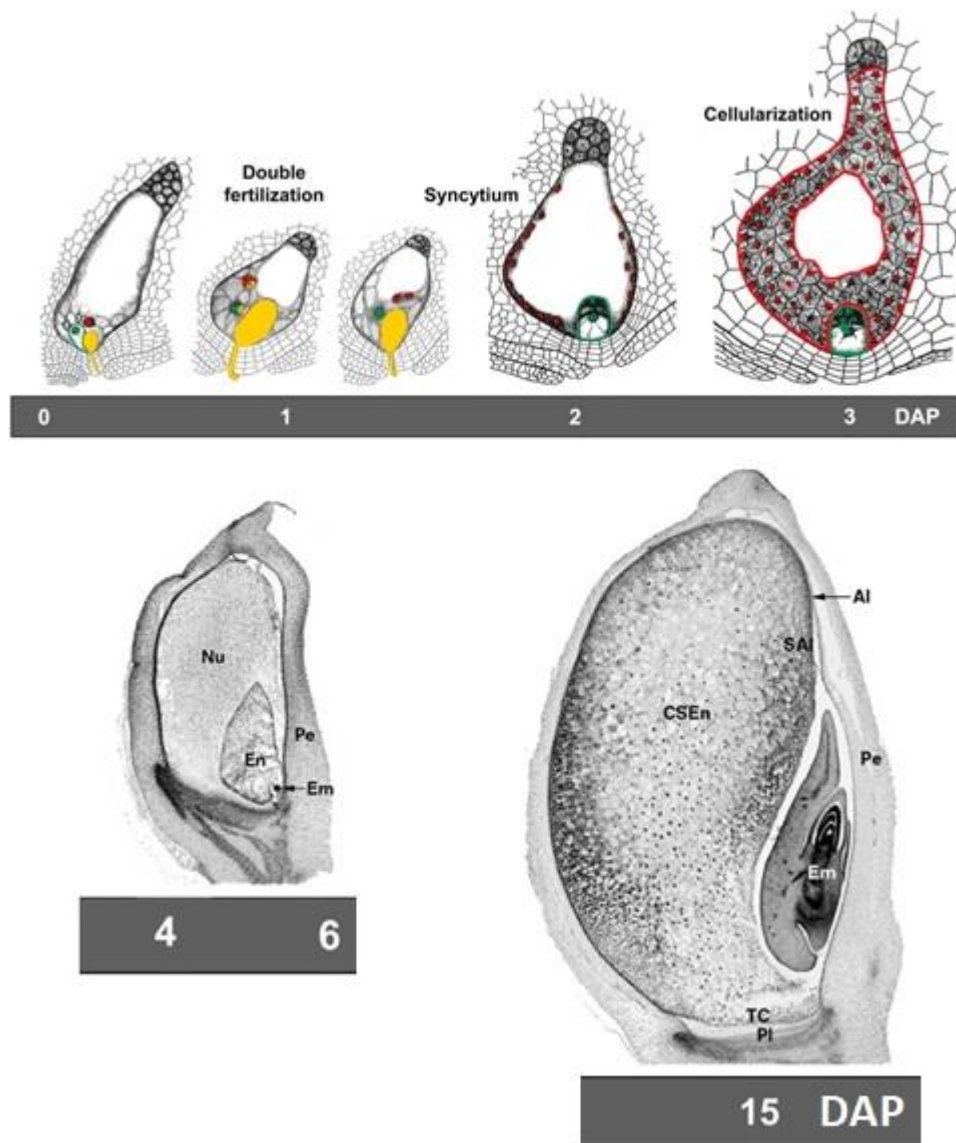 Cellularization
Double
fertilization
Syncytium
0 1 2 3 DAP
Al
SAl
Nu
CSEn
Pe
Pe
En
Em
Em
TC
Pl
4 6
15 DAP